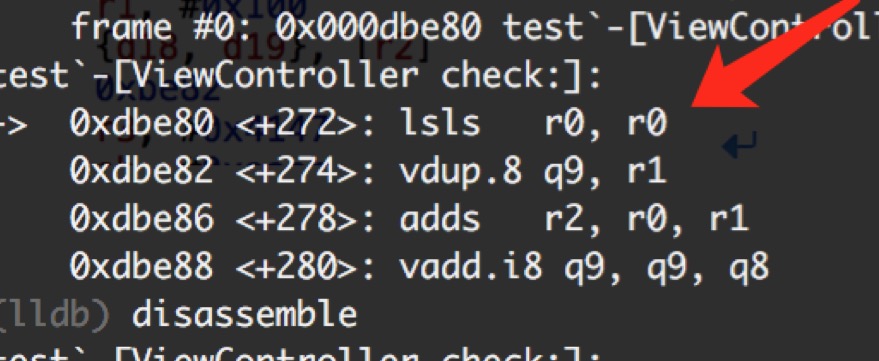 frame #0: 0x000dbe80 test`-[ViewContro
test`-[ViewController check:]:
->  0xdbe80 <+272>: lsls   r0, r0
0xdbe82 <+274>: vdup.8 q9, r1
0xdbe86 <+278>: adds   r2, r0, r1
0xdbe88 <+280>: vadd.i8 q9, q9, q8
(lldb) disassemble
test`-[ViewController check:]: